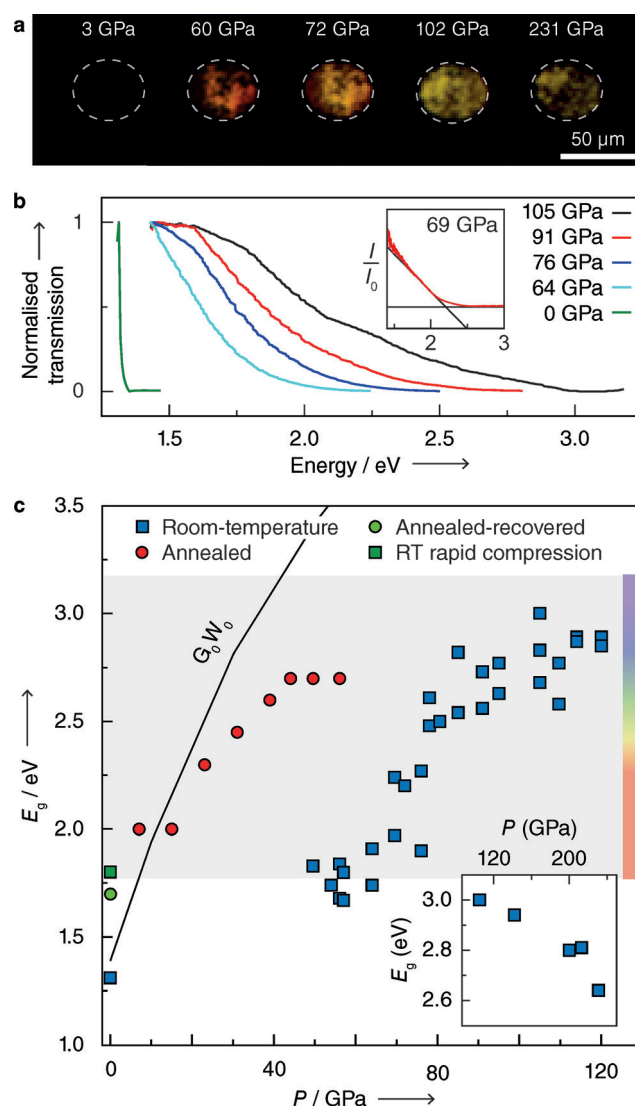 a
3 GPa 60 GPa 72 GPa 102 GPa 231 GPa
50 µm
b
Normalised transmission
1
0
69 GPa
I
I0
2 3
105 GPa
91 GPa
76 GPa
64 GPa
0 GPa
1.5 2.0 2.5 3.0
Energy / eV
c
3.5
3.0
2.5
2.0
1.5
1.0
Eg / eV
Room-temperature
Annealed
Annealed-recovered
RT rapid compression
G0W0
P (GPa)
120 200
3.0
2.8
2.6
Eg (eV)
0 40 80 120
P / GPa